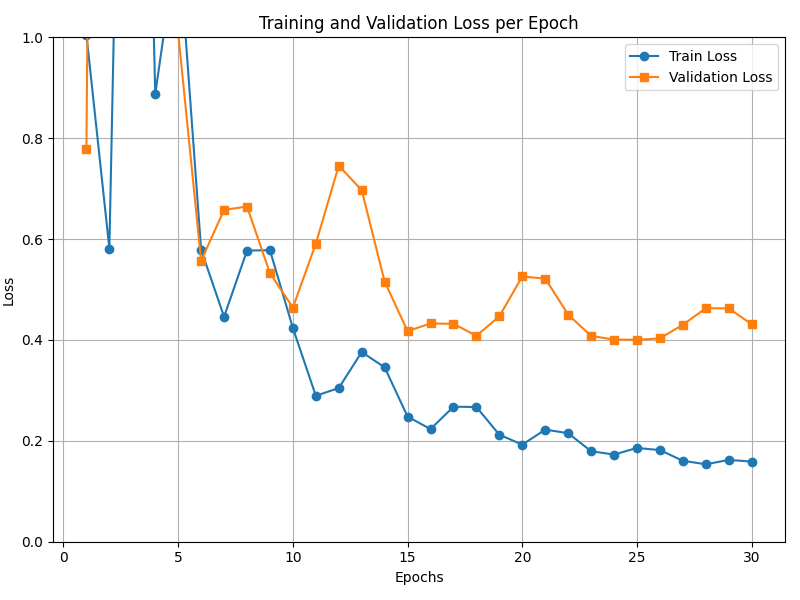 Training and Validation Loss per Epoch
Train Loss
Validation Loss
1.0
0.8
0.6
0.4
0.2
0.0
Loss
0 5 10 15 20 25 30
Epochs